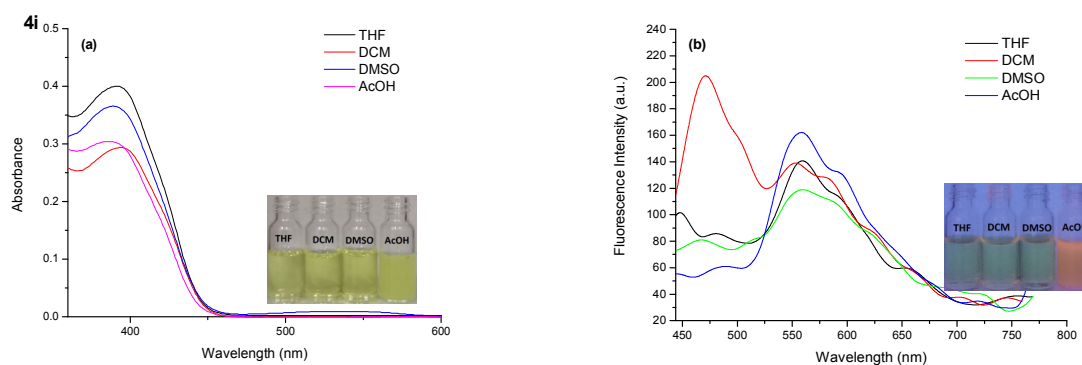 4i
(a)
THF
DCM
DMSO
AcOH
0.5
0.4
0.3
0.2
0.1
0.0
Absorbance
400
500
600
Wavelength (nm)
THF DCM DMSO AcOH
(b)
THF
DCM
DMSO
AcOH
240
220
200
180
160
140
120
100
80
60
40
20
Fluorescence Intensity (a.u.)
450 500 550 600 650 700 750 800
Wavelength (nm)
THF DCM DMSO AcO